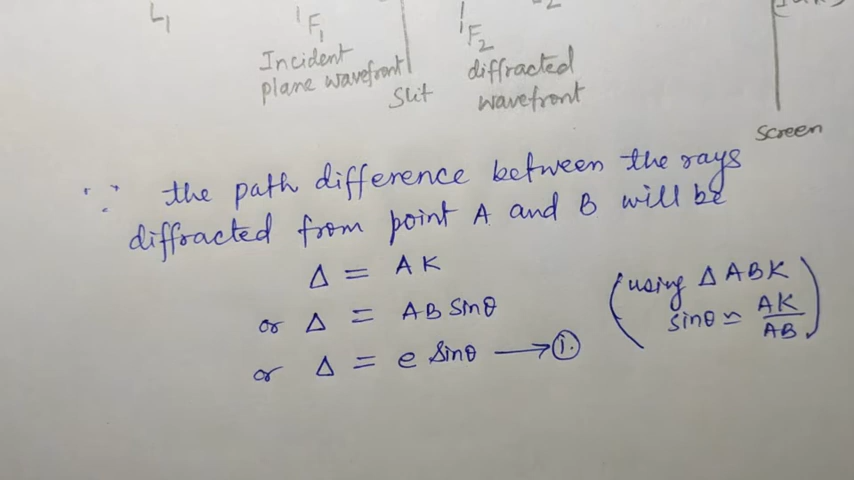 L₁
F₁
F₂
Incident
plane wavefront
Slit
diffracted
wavefront
Screen
∵ the path difference between the rays
diffracted from point A and B will be
Δ = AK
or Δ = AB sinθ
or Δ = e sinθ → ①.
(using Δ ABK
sinθ = AK/AB)